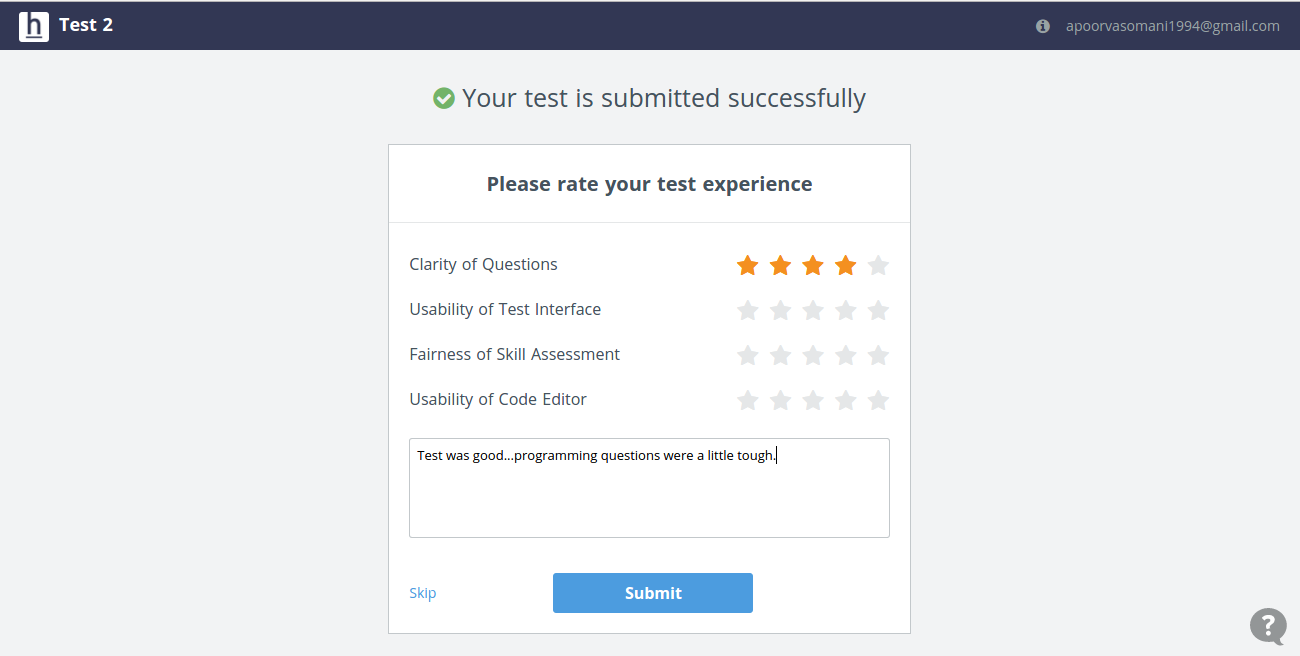 h Test 2
apoorvasomani1994@gmail.com
Your test is submitted successfully
Please rate your test experience
Clarity of Questions
Usability of Test Interface
Fairness of Skill Assessment
Usability of Code Editor
Test was good...programming questions were a little tough.
Skip
Submit
?